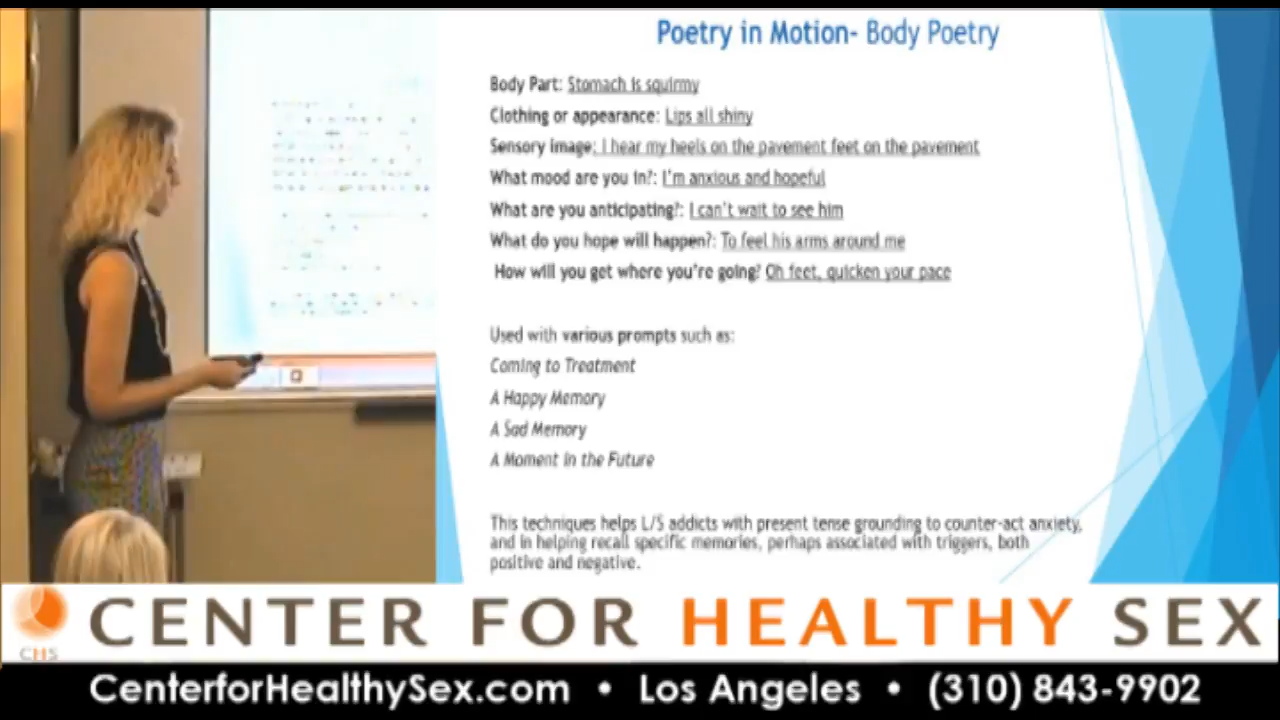 Poetry in Motion- Body Poetry
Body Part: Stomach is squirmy
Clothing or appearance: Lips all shiny
Sensory image: I hear my heels on the pavement feet on the pavement
What mood are you in?: I'm anxious and hopeful
What are you anticipating?: I can't wait to see him
What do you hope will happen?: To feel his arms around me
How will you get where you're going? Oh feet, quicken your pace
Used with various prompts such as:
Coming to Treatment
A Happy Memory
A Sad Memory
A Moment in the Future
This techniques helps L/S addicts with present tense grounding to counter-act anxiety,
and in helping recall specific memories, perhaps associated with triggers, both
positive and negative.
CENTER FOR HEALTHY SEX
CHS
CenterforHealthySex.com • Los Angeles • (310) 843-9902